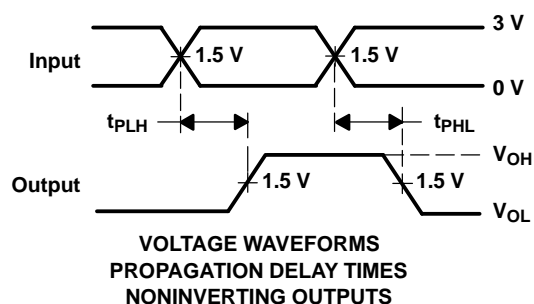 3 V
Input
1.5 V
1.5 V
0 V
tPLH
tPHL
VOH
Output
1.5 V
1.5 V
VOL
VOLTAGE WAVEFORMS
PROPAGATION DELAY TIMES
NONINVERTING OUTPUTS